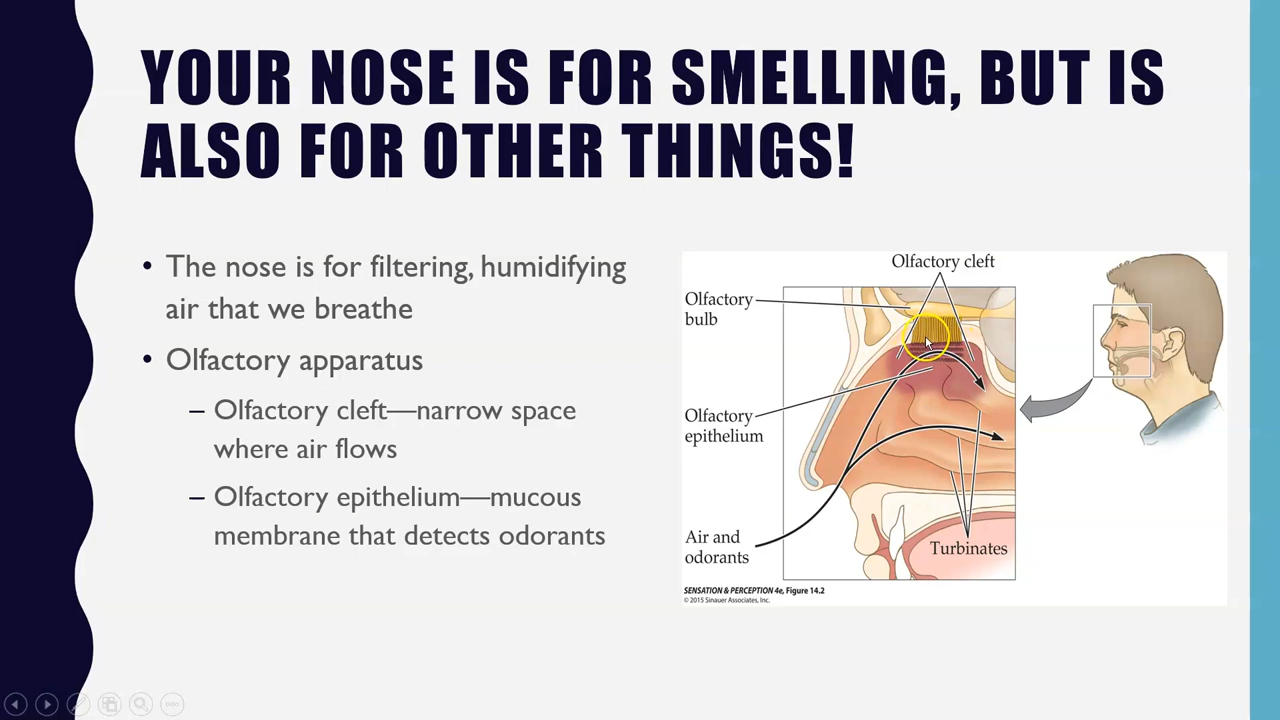 YOUR NOSE IS FOR SMELLING, BUT IS
ALSO FOR OTHER THINGS!
• The nose is for filtering, humidifying
air that we breathe
• Olfactory apparatus
– Olfactory cleft—narrow space
where air flows
– Olfactory epithelium—mucous
membrane that detects odorants
Olfactory cleft
Olfactory
bulb
Olfactory
epithelium
Air and
odorants
Turbinates
SENSATION & PERCEPTION 4e, Figure 14.2
© 2015 Sinauer Associates, Inc.